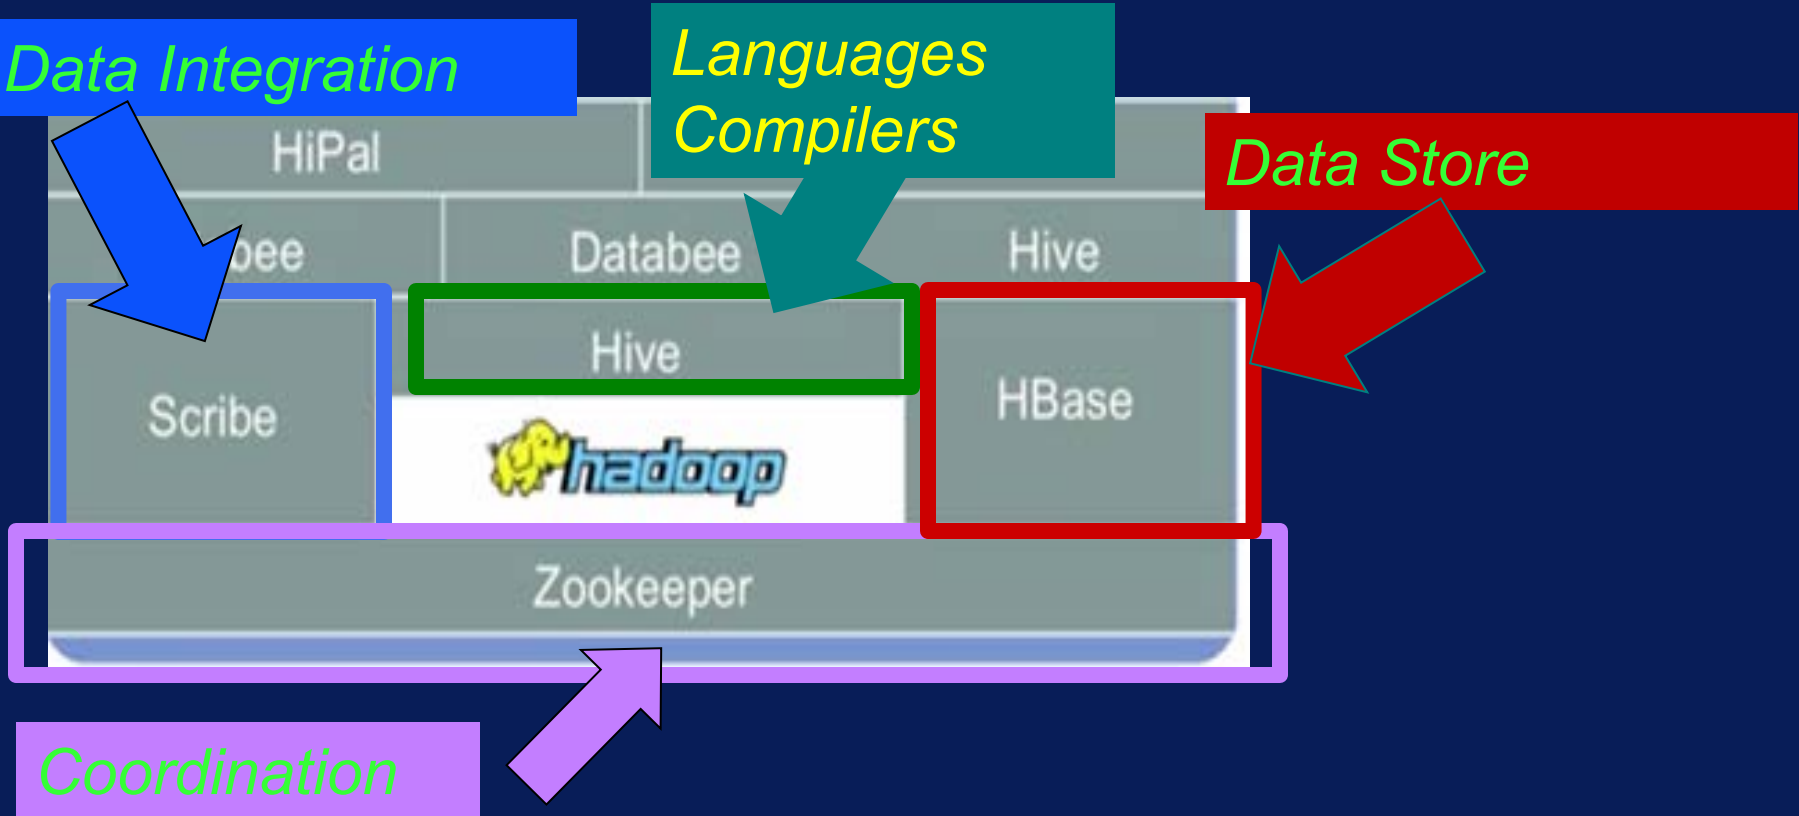 Data Integration
Languages
Compilers
Data Store
HiPal
Databee
Hive
Hive
Scribe
HBase
hadoop
Zookeeper
Coordination